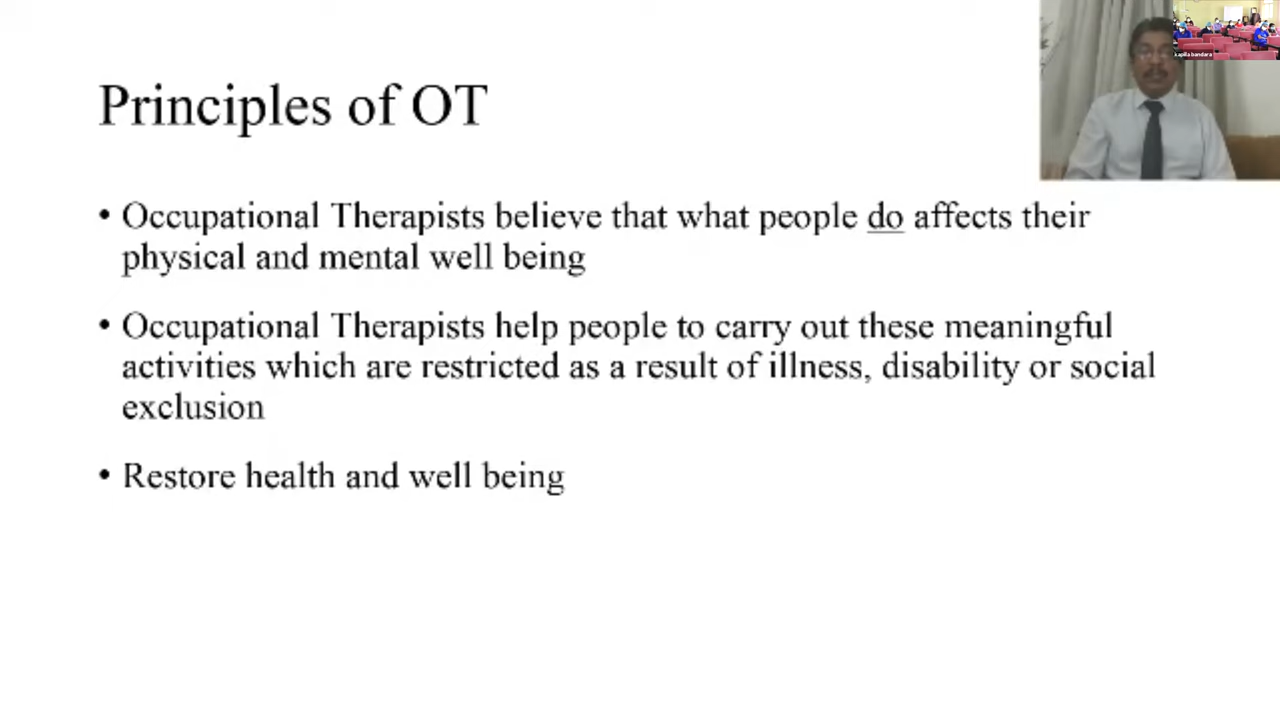 Principles of OT
• Occupational Therapists believe that what people do affects their
physical and mental well being
• Occupational Therapists help people to carry out these meaningful
activities which are restricted as a result of illness, disability or social
exclusion
• Restore health and well being
kapila bandara